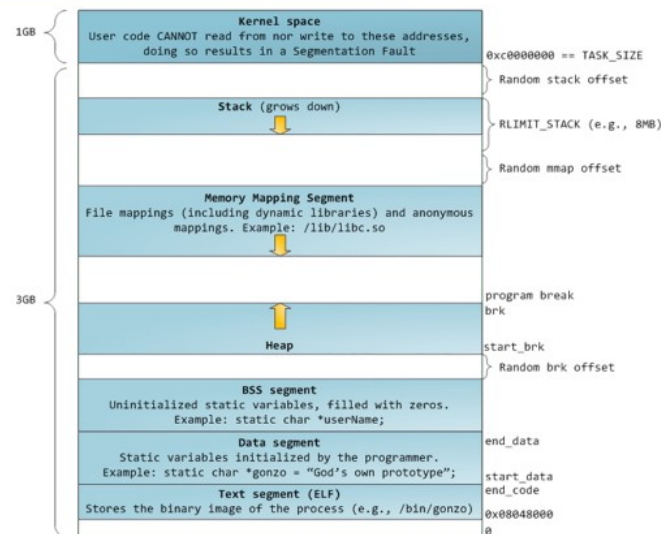 1GB
Kernel space
User code CANNOT read from nor write to these addresses,
doing so results in a Segmentation Fault
0xc0000000 == TASK_SIZE
Random stack offset
Stack (grows down)
RLIMIT_STACK (e.g., 8MB)
Random mmap offset
Memory Mapping Segment
File mappings (including dynamic libraries) and anonymous
mappings. Example: /lib/libc.so
3GB
program break
brk
Heap
start_brk
Random brk offset
BSS segment
Uninitialized static variables, filled with zeros.
Example: static char *userName;
Data segment
Static variables initialized by the programmer.
Example: static char *gonzo = “God’s own prototype”;
end_data
start_data
Text segment (ELF)
Stores the binary image of the process (e.g., /bin/gonzo)
end_code
0x08048000
0